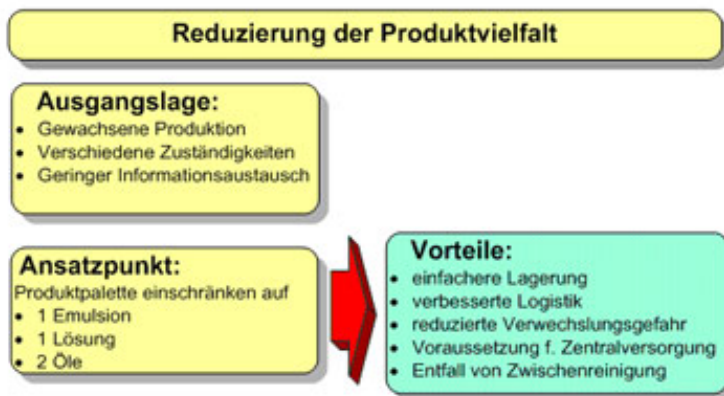 Reduzierung der Produktvielfalt
Ausgangslage:
• Gewachsene Produktion
• Verschiedene Zuständigkeiten
• Geringer Informationsaustausch
Ansatzpunkt:
Produktpalette einschränken auf
• 1 Emulsion
• 1 Lösung
• 2 Öle
Vorteile:
• einfachere Lagerung
• verbesserte Logistik
• reduzierte Verwechslungsgefahr
• Voraussetzung f. Zentralversorgung
• Entfall von Zwischenreinigung